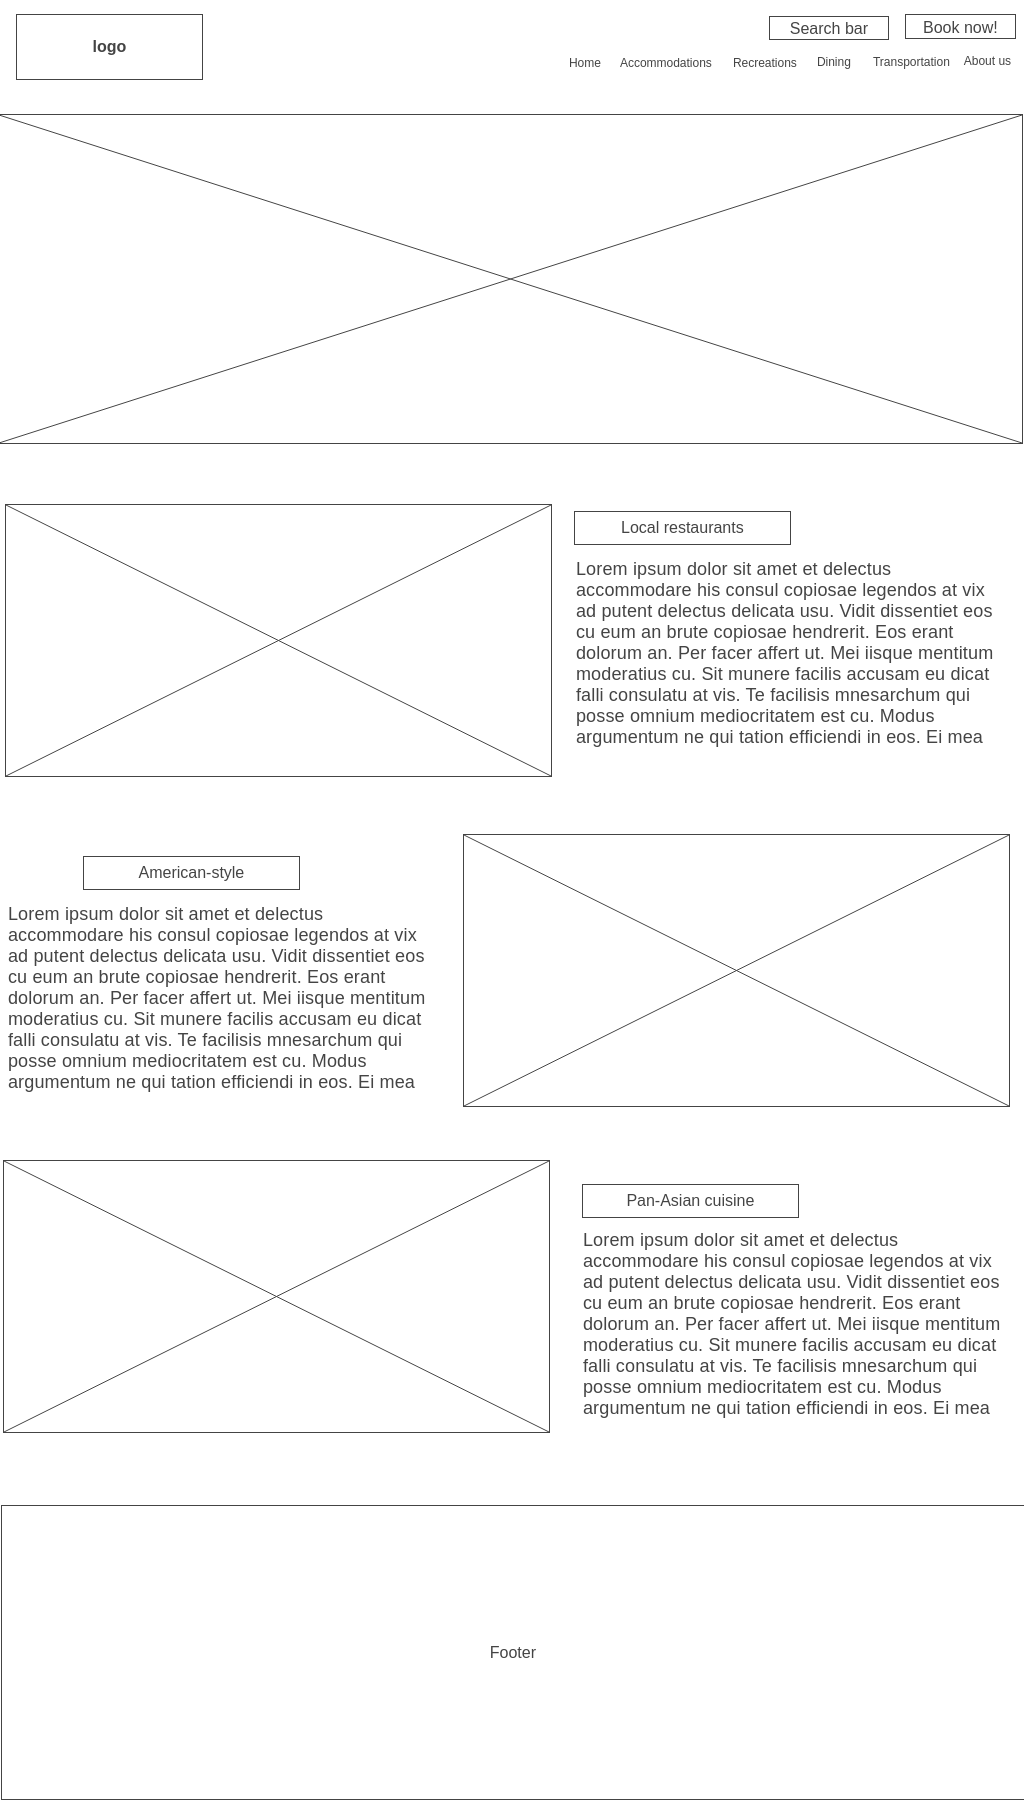 logo
Search bar
Book now!
Home
Accommodations
Recreations
Dining
Transportation
About us
Local restaurants
Lorem ipsum dolor sit amet et delectus
accommodare his consul copiosae legendos at vix
ad putent delectus delicata usu. Vidit dissentiet eos
cu eum an brute copiosae hendrerit. Eos erant
dolorum an. Per facer affert ut. Mei iisque mentitum
moderatius cu. Sit munere facilis accusam eu dicat
falli consulatu at vis. Te facilisis mnesarchum qui
posse omnium mediocritatem est cu. Modus
argumentum ne qui tation efficiendi in eos. Ei mea
American-style
Lorem ipsum dolor sit amet et delectus
accommodare his consul copiosae legendos at vix
ad putent delectus delicata usu. Vidit dissentiet eos
cu eum an brute copiosae hendrerit. Eos erant
dolorum an. Per facer affert ut. Mei iisque mentitum
moderatius cu. Sit munere facilis accusam eu dicat
falli consulatu at vis. Te facilisis mnesarchum qui
posse omnium mediocritatem est cu. Modus
argumentum ne qui tation efficiendi in eos. Ei mea
Pan-Asian cuisine
Lorem ipsum dolor sit amet et delectus
accommodare his consul copiosae legendos at vix
ad putent delectus delicata usu. Vidit dissentiet eos
cu eum an brute copiosae hendrerit. Eos erant
dolorum an. Per facer affert ut. Mei iisque mentitum
moderatius cu. Sit munere facilis accusam eu dicat
falli consulatu at vis. Te facilisis mnesarchum qui
posse omnium mediocritatem est cu. Modus
argumentum ne qui tation efficiendi in eos. Ei mea
Footer